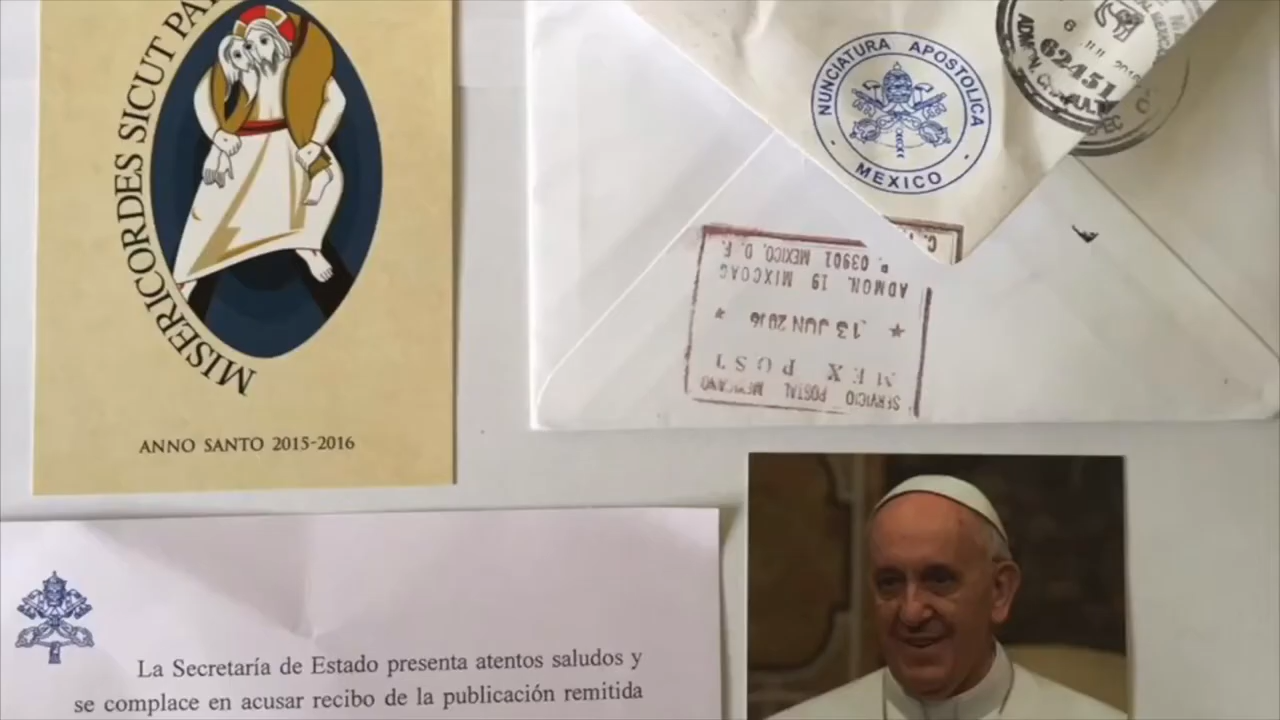 MISERICORDES SICUT PA
ANNO SANTO 2015-2016
NUNCIATURA APOSTOLICA
· MEXICO ·
62451
SERVICIO POSTAL MEXICANO
MEX POST
* 13 JUN 2016 *
ADMON. 19 MIXCOAC
P. 03901 MEXICO, D. F.
La Secretaría de Estado presenta atentos saludos y
se complace en acusar recibo de la publicación remitida